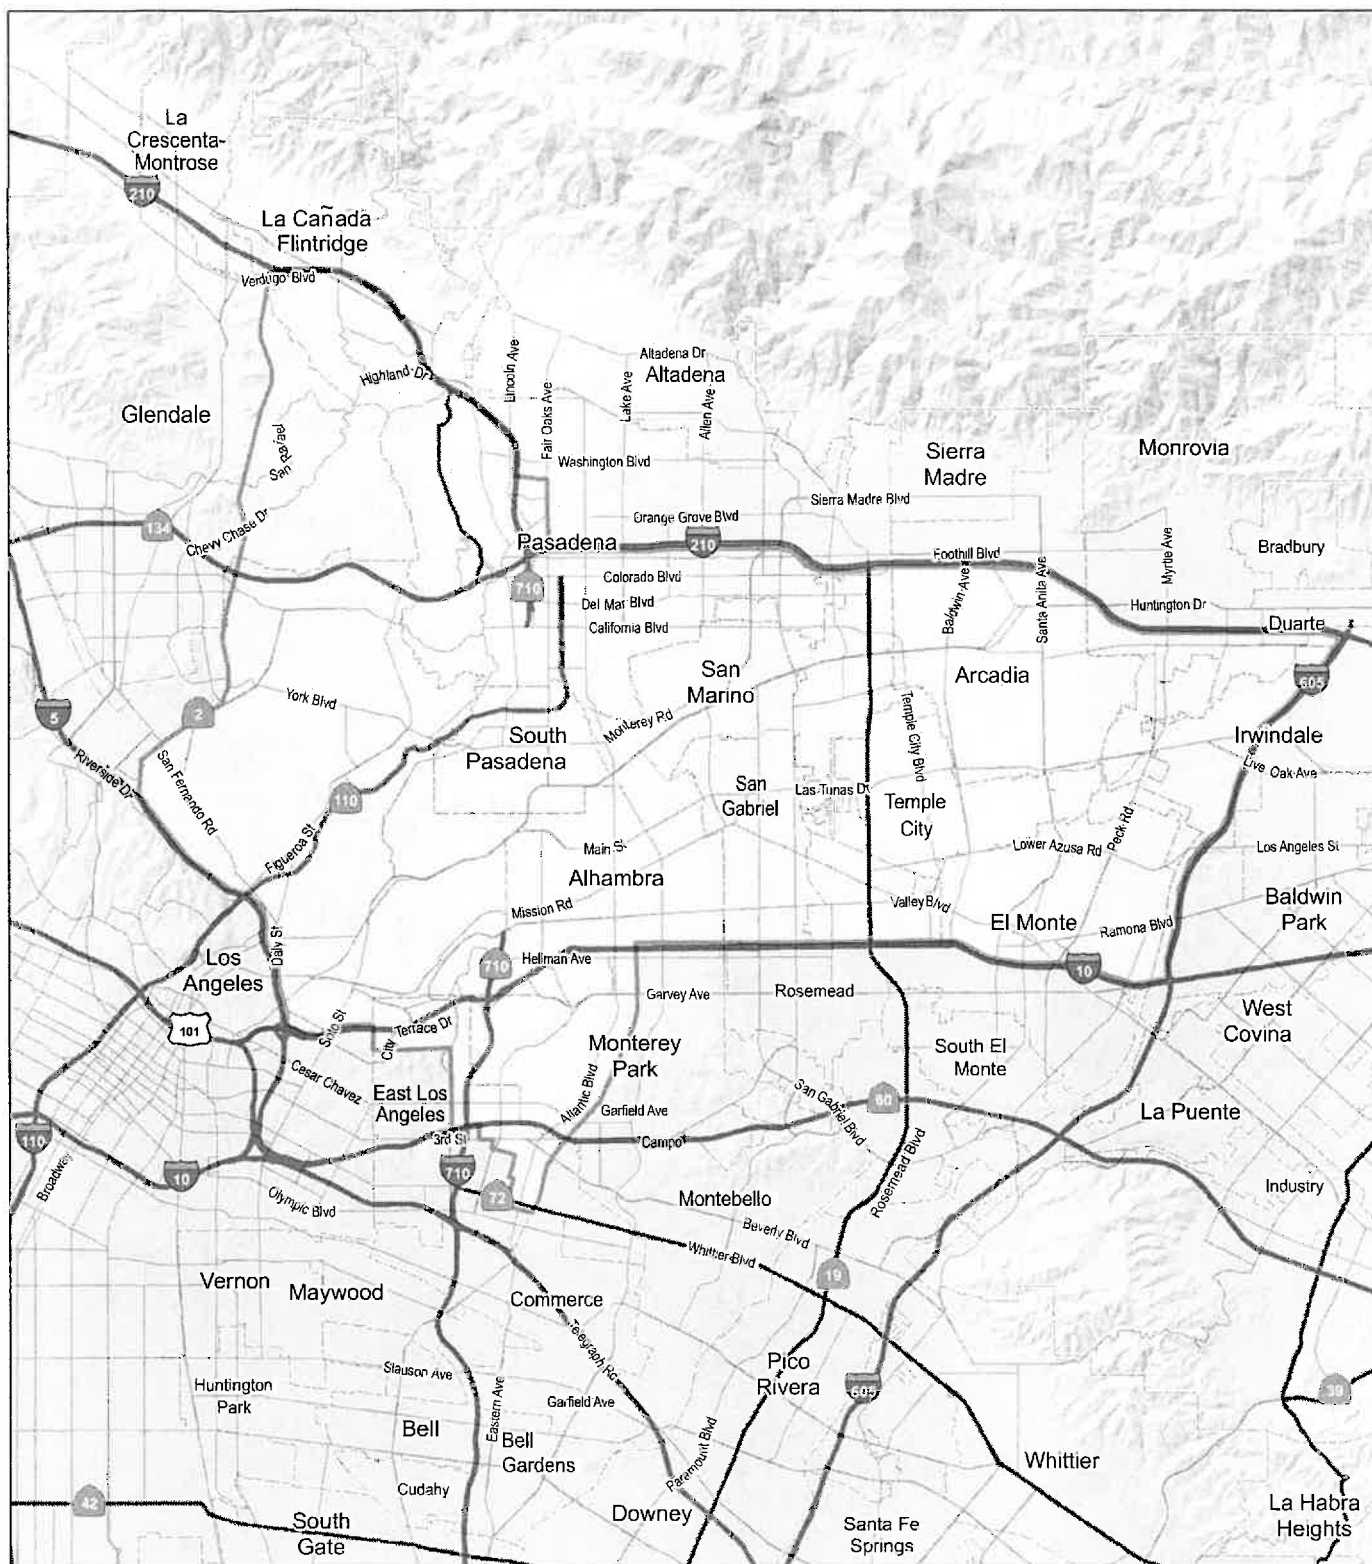 La
Crescenta-
Montrose
210
La Cañada
Flintridge
Verdugo Blvd
Highland Dr
Lincoln Ave
Fair Oaks Ave
Altadena Dr
Altadena
Lake Ave
Allen Ave
Glendale
San Rafael
Washington Blvd
Sierra
Madre
Monrovia
Sierra Madre Blvd
134
Chevy Chase Dr
Orange Grove Blvd
Pasadena
210
Foothill Blvd
Myrtle Ave
Bradbury
710
Colorado Blvd
Del Mar Blvd
California Blvd
Baldwin Ave
Santa Anita Ave
Huntington Dr
Duarte
605
San
Marino
Arcadia
5
2
York Blvd
Monterey Rd
South
Pasadena
Temple City Blvd
Irwindale
Live Oak Ave
Riverside Dr
San Fernando Rd
110
San
Gabriel
Las Tunas Dr
Temple
City
Figueroa St
Main St
Lower Azusa Rd
Peck Rd
Los Angeles St
Alhambra
Mission Rd
Valley Blvd
El Monte
Ramona Blvd
Baldwin
Park
Daly St
Los
Angeles
710
Hellman Ave
10
Garvey Ave
Rosemead
West
Covina
101
Soto St
City Terrace Dr
Monterey
Park
South El
Monte
Cesar Chavez
East Los
Angeles
Atlantic Blvd
Garfield Ave
San Gabriel Blvd
60
La Puente
110
3rd St
Campo
Broadway
10
710
72
Olympic Blvd
Montebello
Rosemead Blvd
Industry
Beverly Blvd
Whittier Blvd
19
Vernon
Maywood
Commerce
Telegraph Rd
Slauson Ave
Pico
Rivera
605
39
Huntington
Park
Eastern Ave
Garfield Ave
Bell
Bell
Gardens
Paramount Blvd
Whittier
Cudahy
42
South
Gate
Downey
Santa Fe
Springs
La Habra
Heights